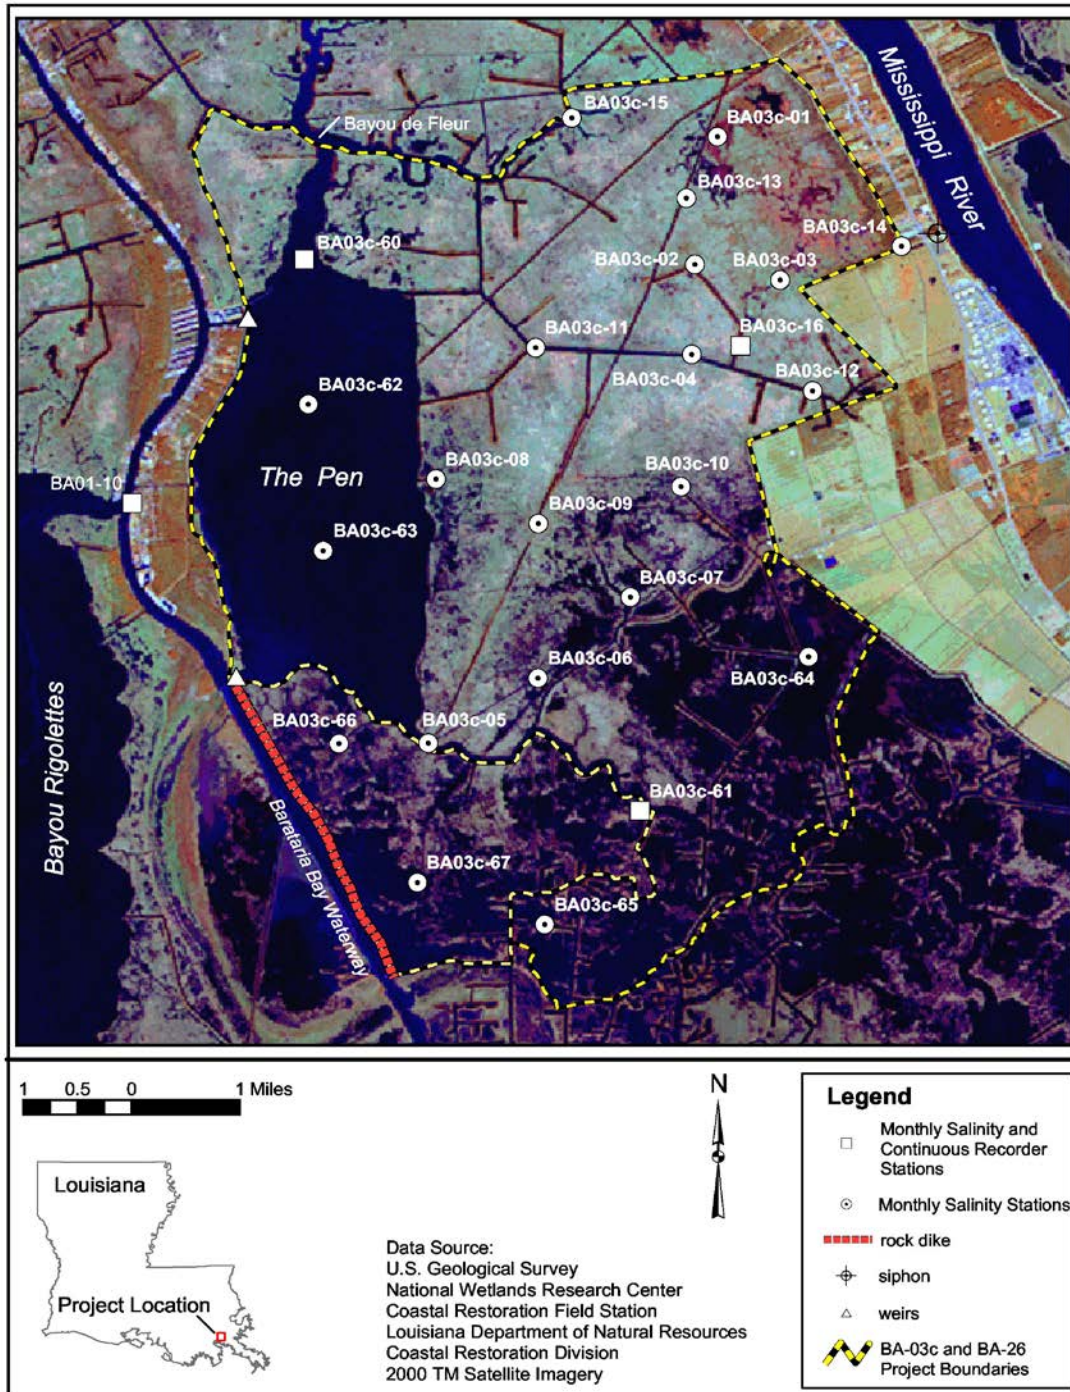 BA03c-15
BA03c-01
Mississippi River
Bayou de Fleur
BA03c-13
BA03c-14
BA03c-60
BA03c-02
BA03c-03
BA03c-11
BA03c-16
BA03c-04
BA03c-12
BA03c-62
The Pen
BA03c-08
BA03c-10
BA01-10
BA03c-09
BA03c-63
BA03c-07
BA03c-06
BA03c-64
BA03c-66
BA03c-05
Bayou Rigolettes
BA03c-61
Barataria Bay Waterway
BA03c-67
BA03c-65
1 0.5 0 1 Miles
N
Louisiana
Project Location
Data Source:
U.S. Geological Survey
National Wetlands Research Center
Coastal Restoration Field Station
Louisiana Department of Natural Resources
Coastal Restoration Division
2000 TM Satellite Imagery
Legend
Monthly Salinity and
Continuous Recorder
Stations
Monthly Salinity Stations
rock dike
siphon
weirs
BA-03c and BA-26
Project Boundaries